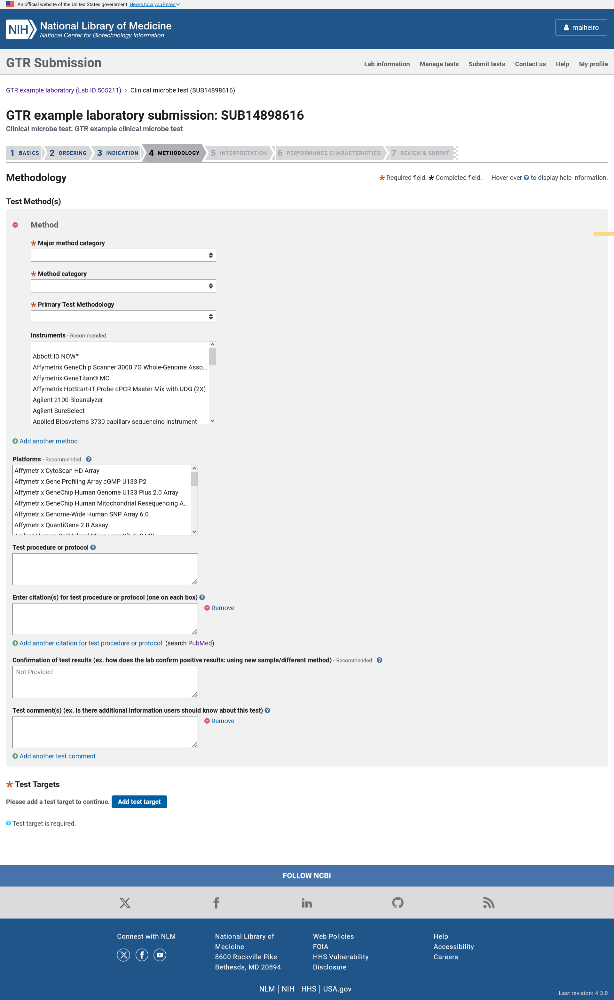 An official website of the United States government Here's how you know
NIH National Library of Medicine
National Center for Biotechnology Information
malheiro
GTR Submission
Lab information Manage tests Submit tests Contact us Help My profile
GTR example laboratory (Lab ID 505211) › Clinical microbe test (SUB14898616)
GTR example laboratory submission: SUB14898616
Clinical microbe test: GTR example clinical microbe test
1 BASICS 2 ORDERING 3 INDICATION 4 METHODOLOGY 5 INTERPRETATION 6 PERFORMANCE CHARACTERISTICS 7 REVIEW & SUBMIT
Methodology
* Required field. * Completed field. Hover over ? to display help information.
Test Method(s)
Method
* Major method category
* Method category
* Primary Test Methodology
Instruments - Recommended
Abbott ID NOW™
Affymetrix GeneChip Scanner 3000 7G Whole-Genome Asso...
Affymetrix GeneTitan® MC
Affymetrix HotStart-IT Probe qPCR Master Mix with UDG (2X)
Agilent 2100 Bioanalyzer
Agilent SureSelect
Applied Biosystems 3730 capillary sequencing instrument
Add another method
Platforms - Recommended ?
Affymetrix CytoScan HD Array
Affymetrix Gene Profiling Array cGMP U133 P2
Affymetrix GeneChip Human Genome U133 Plus 2.0 Array
Affymetrix GeneChip Human Mitochondrial Resequencing A...
Affymetrix Genome-Wide Human SNP Array 6.0
Affymetrix QuantiGene 2.0 Assay
Test procedure or protocol ?
Enter citation(s) for test procedure or protocol (one on each box) ?
Remove
Add another citation for test procedure or protocol (search PubMed)
Confirmation of test results (ex. how does the lab confirm positive results: using new sample/different method) - Recommended ?
Not Provided
Test comment(s) (ex. is there additional information users should know about this test) ?
Remove
Add another test comment
* Test Targets
Please add a test target to continue. Add test target
? Test target is required.
FOLLOW NCBI
Connect with NLM
National Library of
Medicine
8600 Rockville Pike
Bethesda, MD 20894
Web Policies
FOIA
HHS Vulnerability
Disclosure
Help
Accessibility
Careers
NLM | NIH | HHS | USA.gov
Last revision: 4.3.0